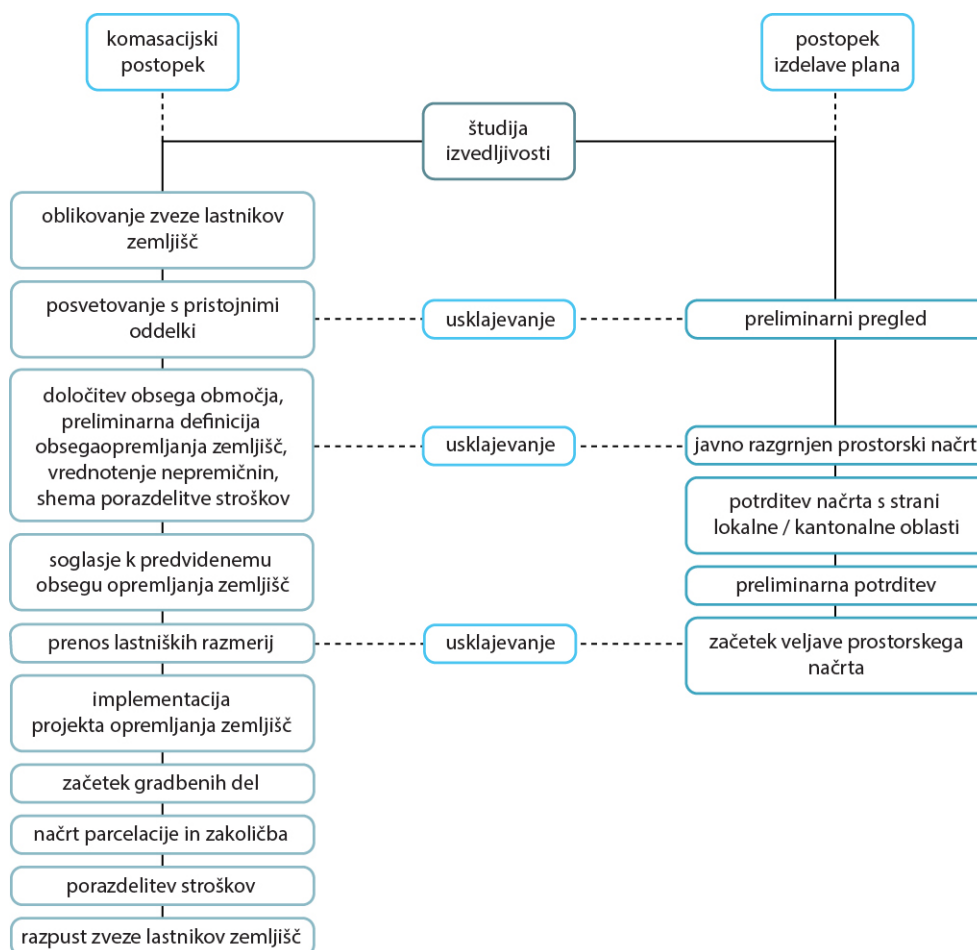 komasacijski
postopek
postopek
izdelave plana
študija
izvedljivosti
oblikovanje zveze lastnikov
zemljišč
posvetovanje s pristojnimi
oddelki
usklajevanje
preliminarni pregled
določitev obsega območja,
preliminarna definicija
obsegaopremljanja zemljišč,
vrednotenje nepremičnin,
shema porazdelitve stroškov
usklajevanje
javno razgrnjen prostorski načrt
potrditev načrta s strani
lokalne / kantonalne oblasti
soglasje k predvidenemu
obsegu opremljanja zemljišč
preliminarna potrditev
prenos lastniških razmerij
usklajevanje
začetek veljave prostorskega
načrta
implementacija
projekta opremljanja zemljišč
začetek gradbenih del
načrt parcelacije in zakoličba
porazdelitev stroškov
razpust zveze lastnikov zemljišč